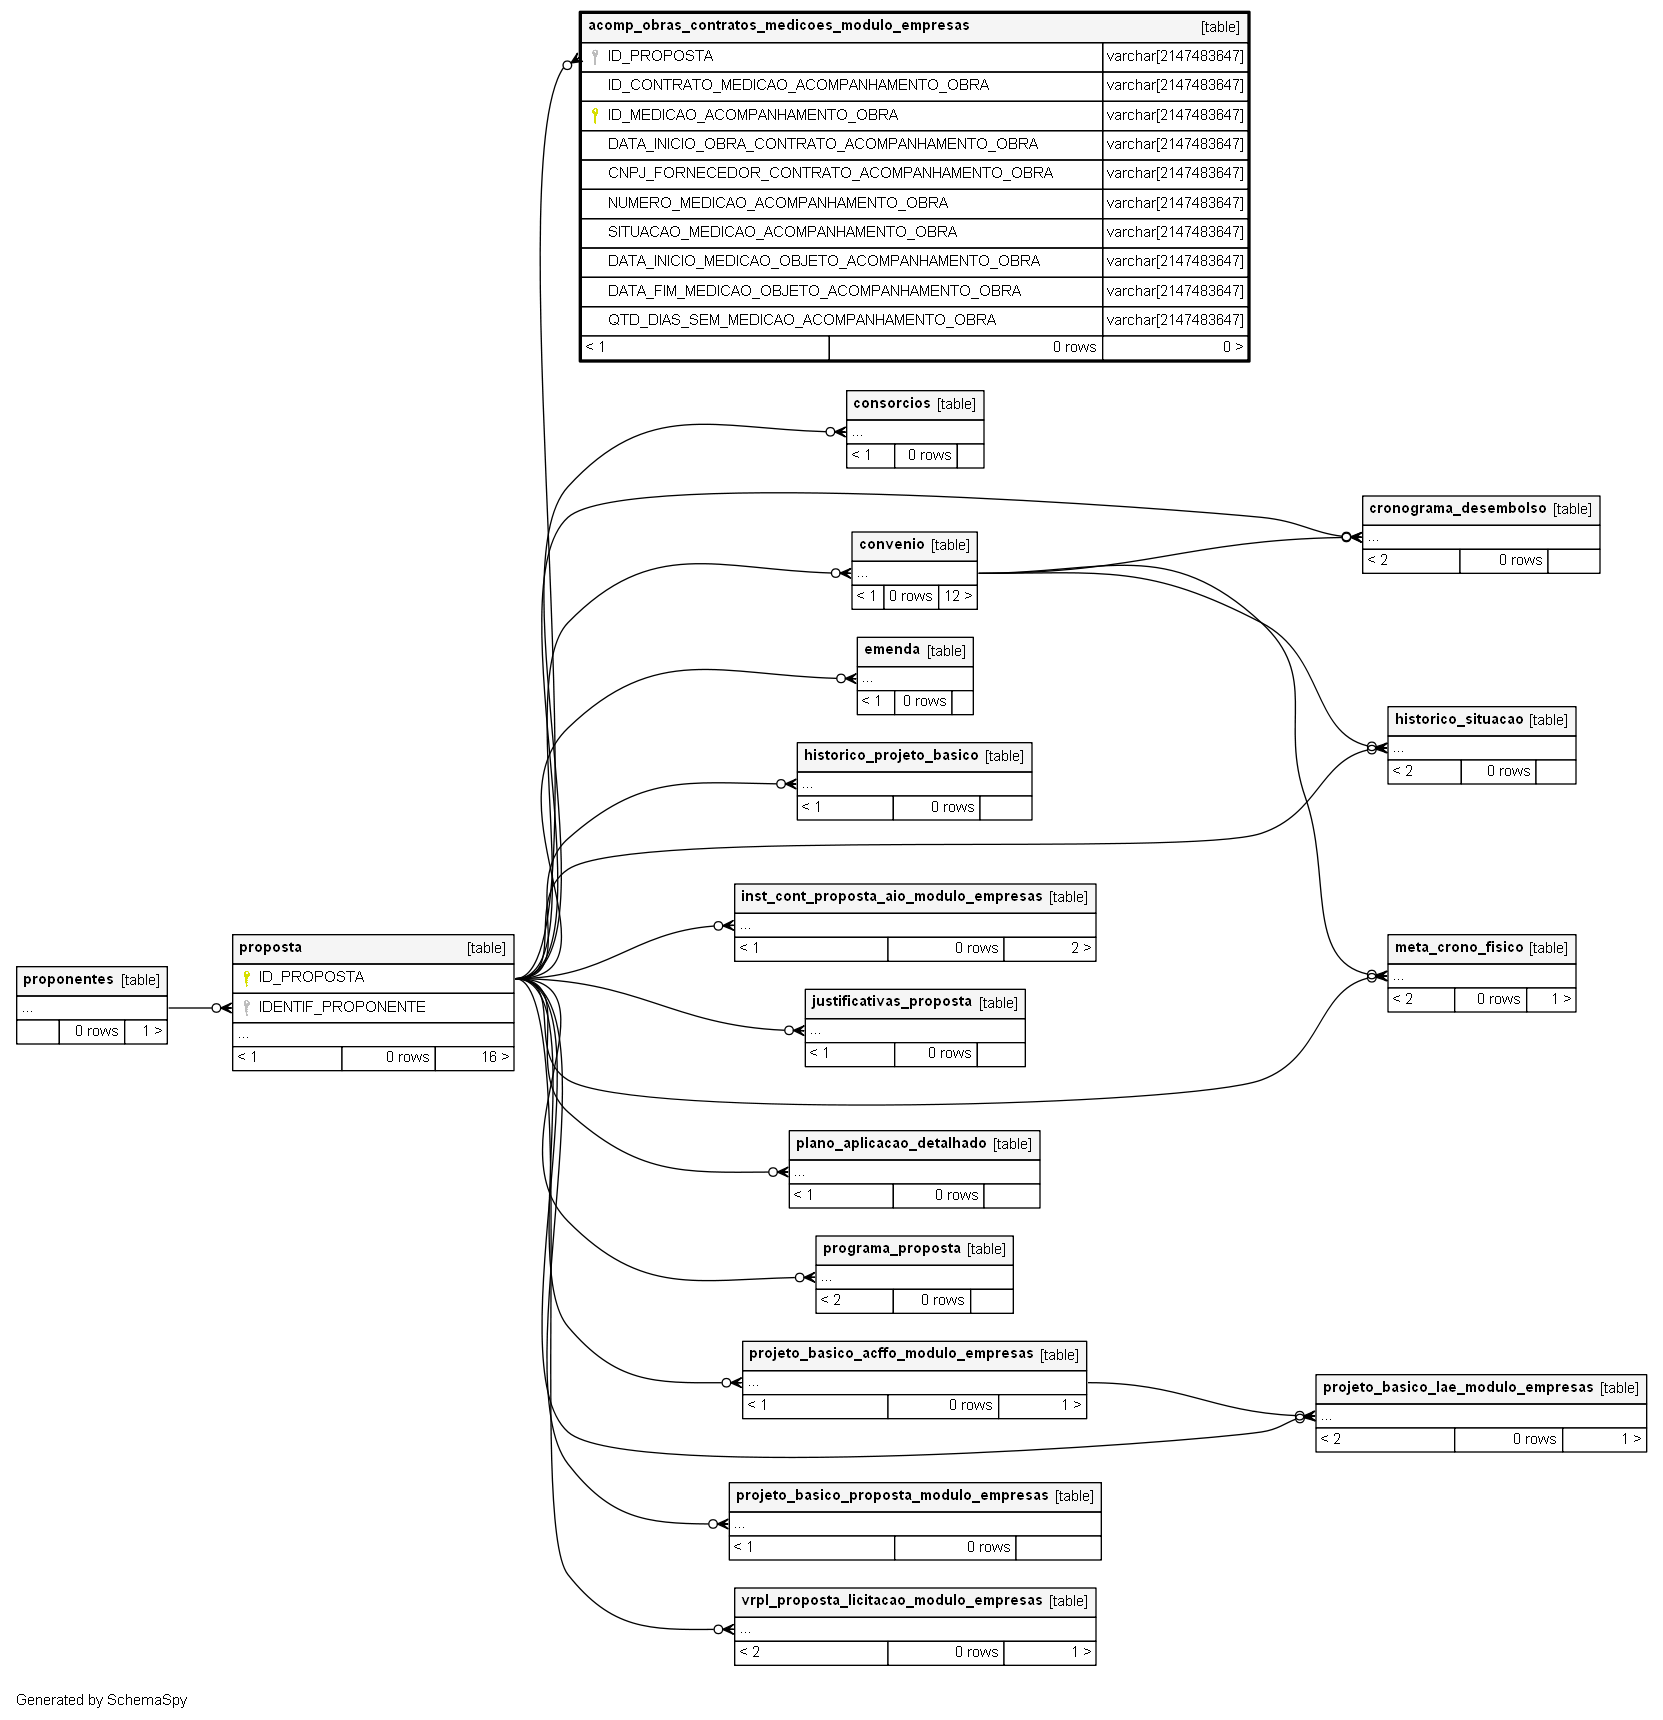 acomp_obras_contratos_medicoes_modulo_empresas [table]
ID_PROPOSTA varchar[2147483647]
ID_CONTRATO_MEDICAO_ACOMPANHAMENTO_OBRA varchar[2147483647]
ID_MEDICAO_ACOMPANHAMENTO_OBRA varchar[2147483647]
DATA_INICIO_OBRA_CONTRATO_ACOMPANHAMENTO_OBRA varchar[2147483647]
CNPJ_FORNECEDOR_CONTRATO_ACOMPANHAMENTO_OBRA varchar[2147483647]
NUMERO_MEDICAO_ACOMPANHAMENTO_OBRA varchar[2147483647]
SITUACAO_MEDICAO_ACOMPANHAMENTO_OBRA varchar[2147483647]
DATA_INICIO_MEDICAO_OBJETO_ACOMPANHAMENTO_OBRA varchar[2147483647]
DATA_FIM_MEDICAO_OBJETO_ACOMPANHAMENTO_OBRA varchar[2147483647]
QTD_DIAS_SEM_MEDICAO_ACOMPANHAMENTO_OBRA varchar[2147483647]
< 1 0 rows 0 >
consorcios [table]
...
< 1 0 rows
cronograma_desembolso [table]
...
< 2 0 rows
convenio [table]
...
< 1 0 rows 12 >
emenda [table]
...
< 1 0 rows
historico_situacao [table]
...
< 2 0 rows
historico_projeto_basico [table]
...
< 1 0 rows
inst_cont_proposta_aio_modulo_empresas [table]
...
< 1 0 rows 2 >
proponentes [table]
...
0 rows 1 >
proposta [table]
ID_PROPOSTA
IDENTIF_PROPONENTE
...
< 1 0 rows 16 >
meta_crono_fisico [table]
...
< 2 0 rows 1 >
justificativas_proposta [table]
...
< 1 0 rows
plano_aplicacao_detalhado [table]
...
< 1 0 rows
programa_proposta [table]
...
< 2 0 rows
projeto_basico_acffo_modulo_empresas [table]
...
< 1 0 rows 1 >
projeto_basico_lae_modulo_empresas [table]
...
< 2 0 rows 1 >
projeto_basico_proposta_modulo_empresas [table]
...
< 1 0 rows
vrpl_proposta_licitacao_modulo_empresas [table]
...
< 2 0 rows 1 >
Generated by SchemaSpy